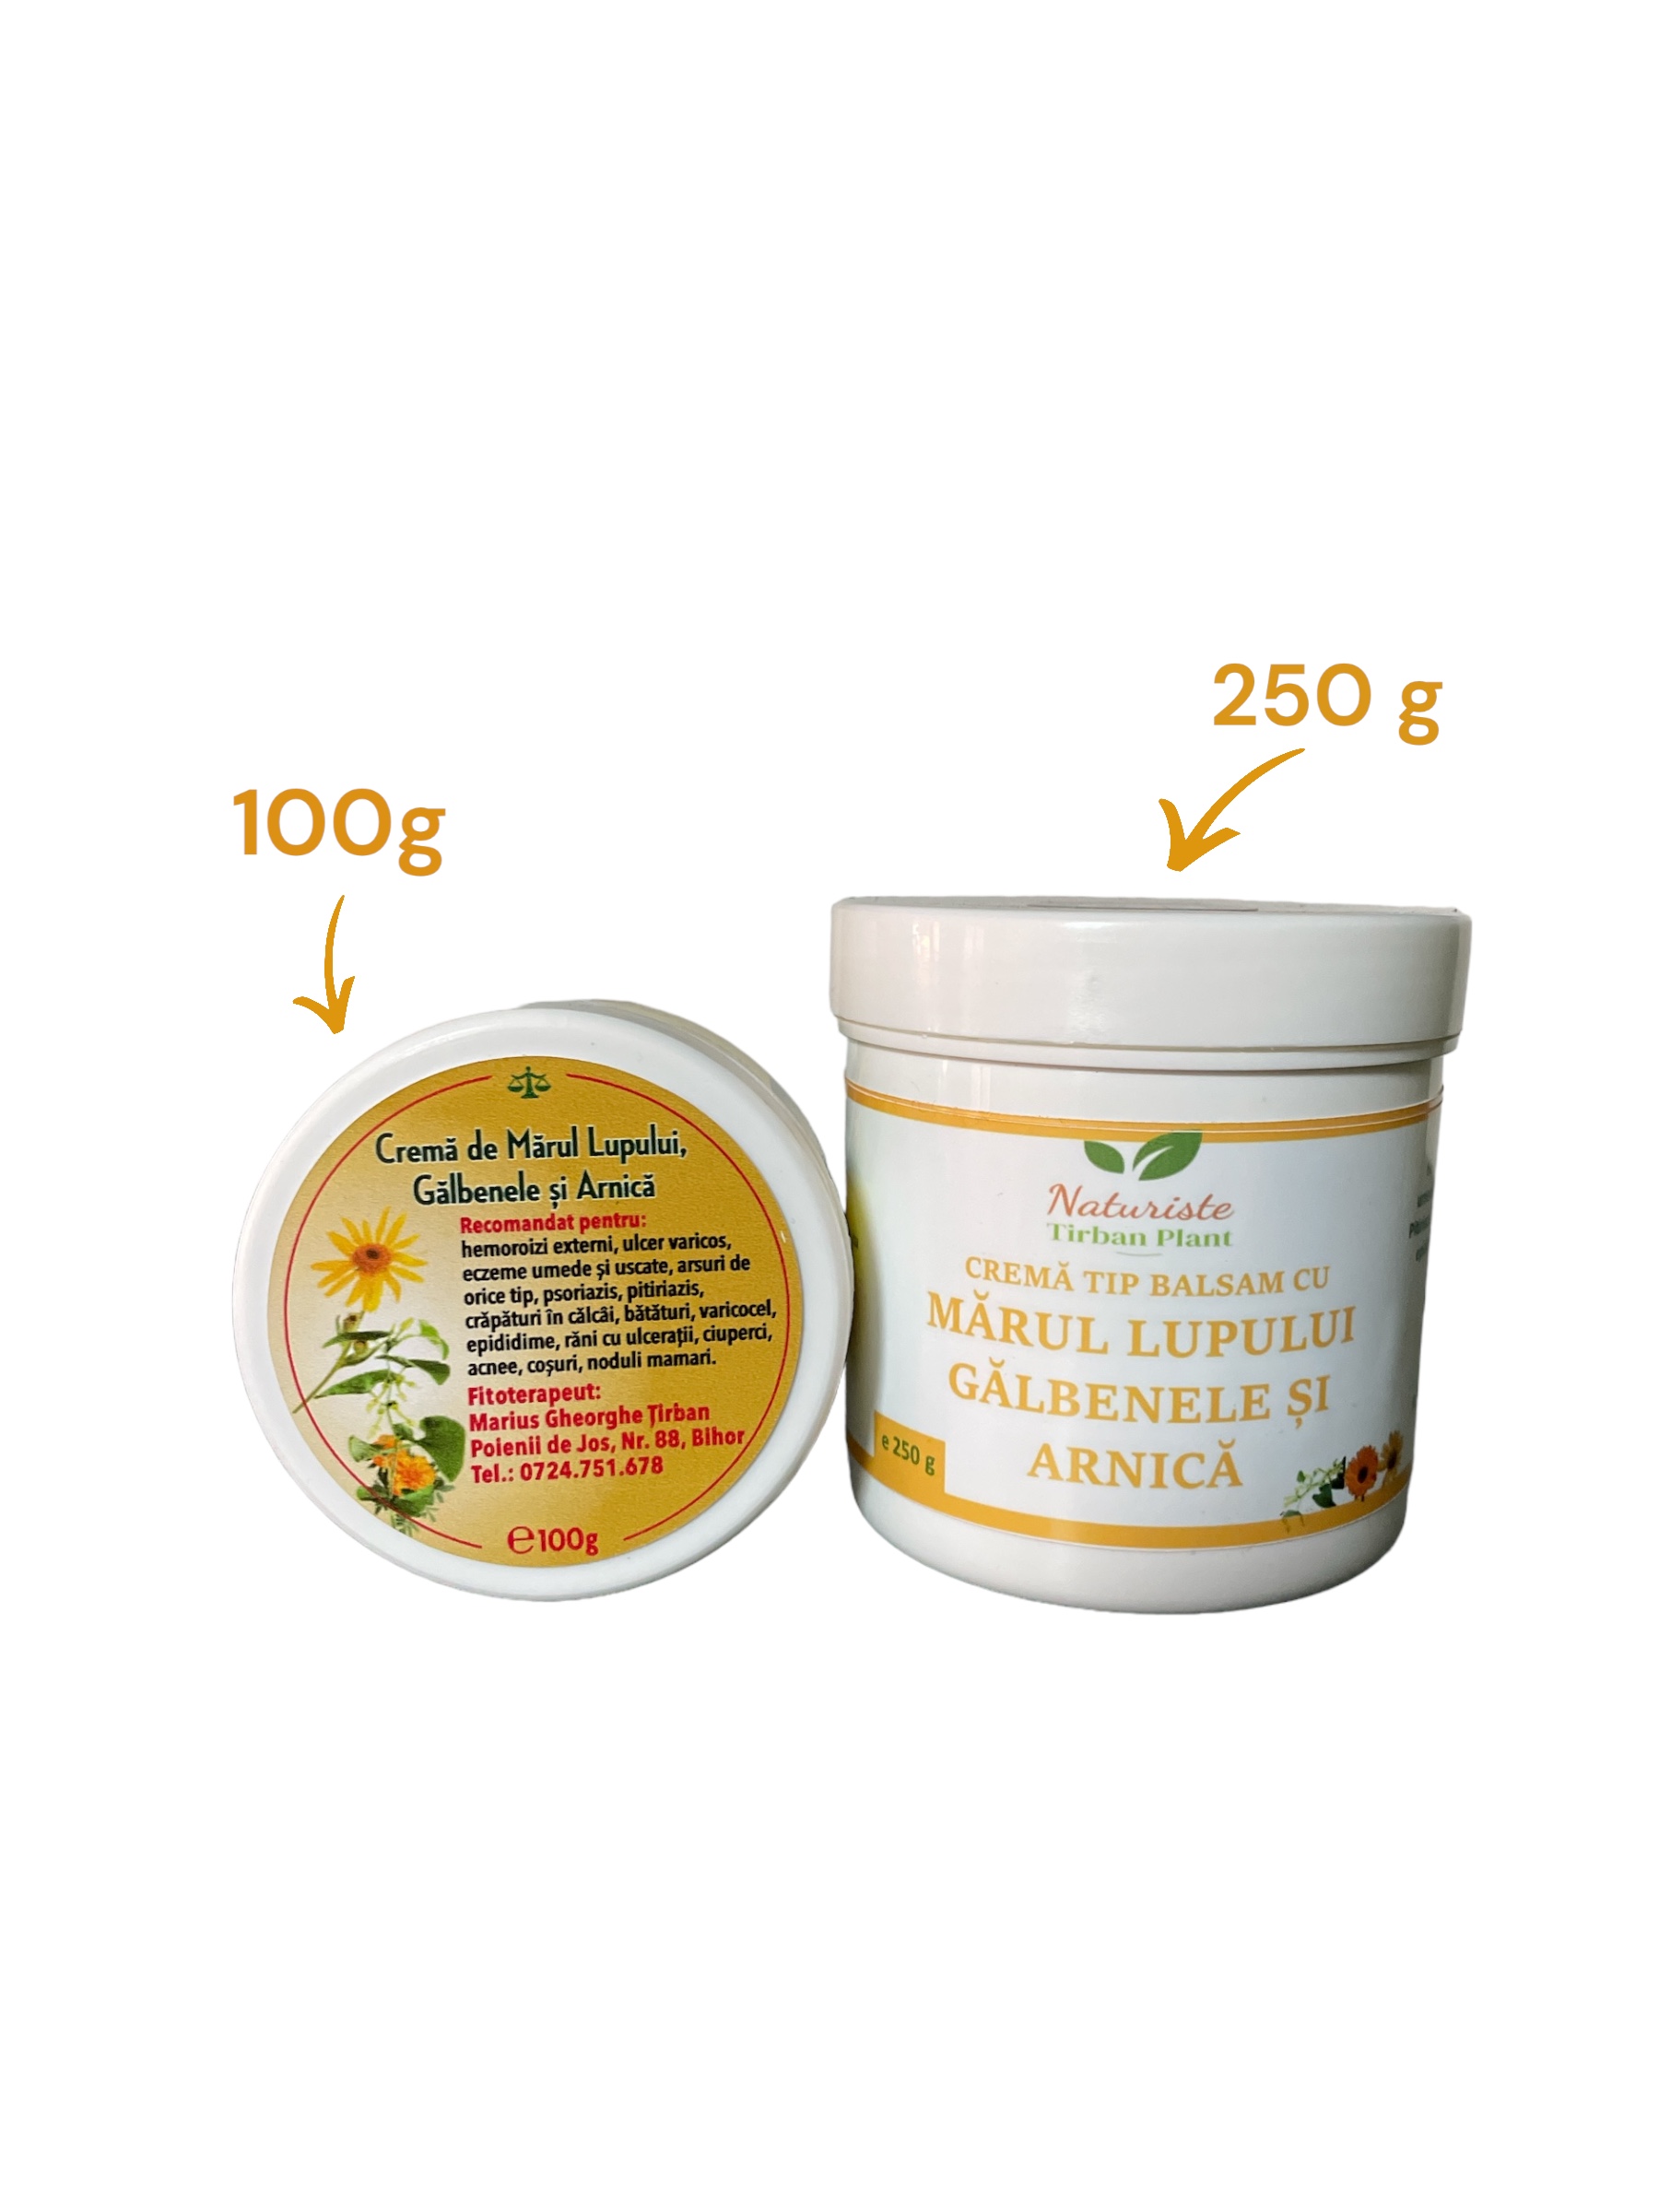 250 g
100g
Cremă de Mărul Lupului,
Gălbenele și Arnică
Recomandat pentru:
hemoroizi externi, ulcer varicos,
eczeme umede și uscate, arsuri de
orice tip, psoriazis, pitiriazis,
crăpături în călcâi, bătături, varicocel,
epididime, răni cu ulcerații, ciuperci,
acnee, coșuri, noduli mamari.
Fitoterapeut:
Marius Gheorghe Țirban
Poienii de Jos, Nr. 88, Bihor
Tel.: 0724.751.678
℮100g
Naturiste
Tirban Plant
CREMĂ TIP BALSAM CU
MĂRUL LUPULUI
GĂLBENELE ȘI
ARNICĂ
e 250 g